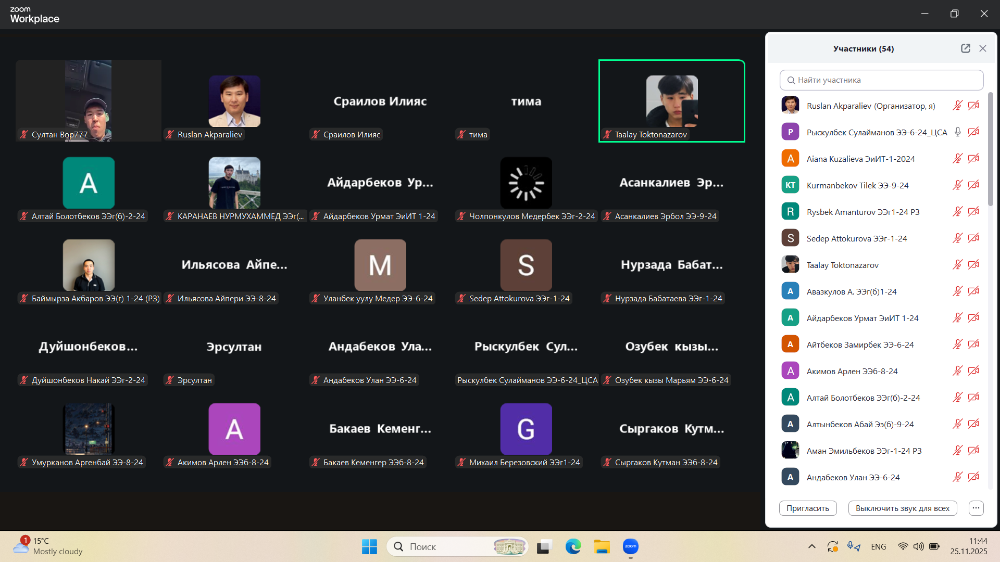 zoom
Workplace
Султан Вор777
Ruslan Akparaliev
Сраилов Илияс
Сраилов Илияс
тима
тима
Taalay Toktonazarov
A
Алтай Болотбеков ЭЭг(б)-2-24
КАРАНАЕВ НУРМУХАММЕД ЭЭг(...
Айдарбеков Ур...
Айдарбеков Урмат ЭиИТ 1-24
Чолпонкулов Медербек ЭЭг-2-24
Асанкалиев Эр...
Асанкалиев Эрбол ЭЭ-9-24
Баймырза Акбаров ЭЭ(г) 1-24 (РЗ)
Ильясова Айпе...
Ильясова Айпери ЭЭ-8-24
M
Уланбек уулу Медер ЭЭ-6-24
S
Sedep Attokurova ЭЭг-1-24
Нурзада Бабат...
Нурзада Бабатаева ЭЭг-1-24
Дуйшонбеков...
Дуйшонбеков Накай ЭЭг-2-24
Эрсултан
Эрсултан
Андабеков Ула...
Андабеков Улан ЭЭ-6-24
Рыскулбек Сул...
Рыскулбек Сулайманов ЭЭ-6-24_ЦСА
Озубек кызы...
Озубек кызы Марьям ЭЭ-6-24
Умурканов Аргенбай ЭЭ-8-24
A
Акимов Арлен ЭЭб-8-24
Бакаев Кеменг...
Бакаев Кеменгер ЭЭб-8-24
G
Михаил Березовский ЭЭг1-24
Сыргаков Кутм...
Сыргаков Кутман ЭЭб-8-24
Участники (54)
Найти участника
Ruslan Akparaliev (Организатор, я)
Р Рыскулбек Сулайманов ЭЭ-6-24_ЦСА
A Aiana Kuzalieva ЭиИТ-1-2024
KT Kurmanbekov Tilek ЭЭ-9-24
R Rysbek Amanturov ЭЭг1-24 РЗ
S Sedep Attokurova ЭЭг-1-24
Taalay Toktonazarov
А Авазкулов А. ЭЭг(б)1-24
А Айдарбеков Урмат ЭиИТ 1-24
А Айтбеков Замирбек ЭЭ-6-24
A Акимов Арлен ЭЭб-8-24
A Алтай Болотбеков ЭЭг(б)-2-24
А Алтынбеков Абай Ээ(б)-9-24
Аман Эмильбеков ЭЭг-1-24 РЗ
А Андабеков Улан ЭЭ-6-24
Пригласить
Выключить звук для всех
...
1
15°C
Mostly cloudy
Поиск
zoom
ENG
11:44
25.11.2025